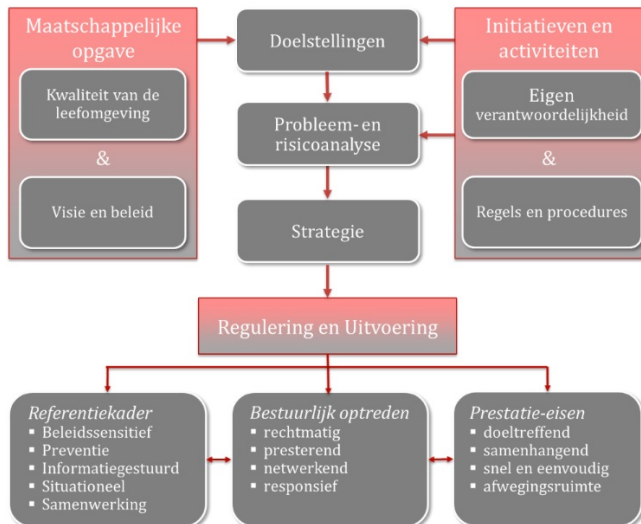 Maatschappelijke
opgave
Kwaliteit van de
leefomgeving
&
Visie en beleid
Doelstellingen
Probleem- en
risicoanalyse
Strategie
Initiatieven en
activiteiten
Eigen
verantwoordelijkheid
&
Regels en procedures
Regulering en Uitvoering
Referentiekader
▪ Beleidssensitief
▪ Preventie
▪ Informatiegestuurd
▪ Situationeel
▪ Samenwerking
Bestuurlijk optreden
▪ rechtmatig
▪ presterend
▪ netwerkend
▪ responsief
Prestatie-eisen
▪ doeltreffend
▪ samenhangend
▪ snel en eenvoudig
▪ afwegingsruimte